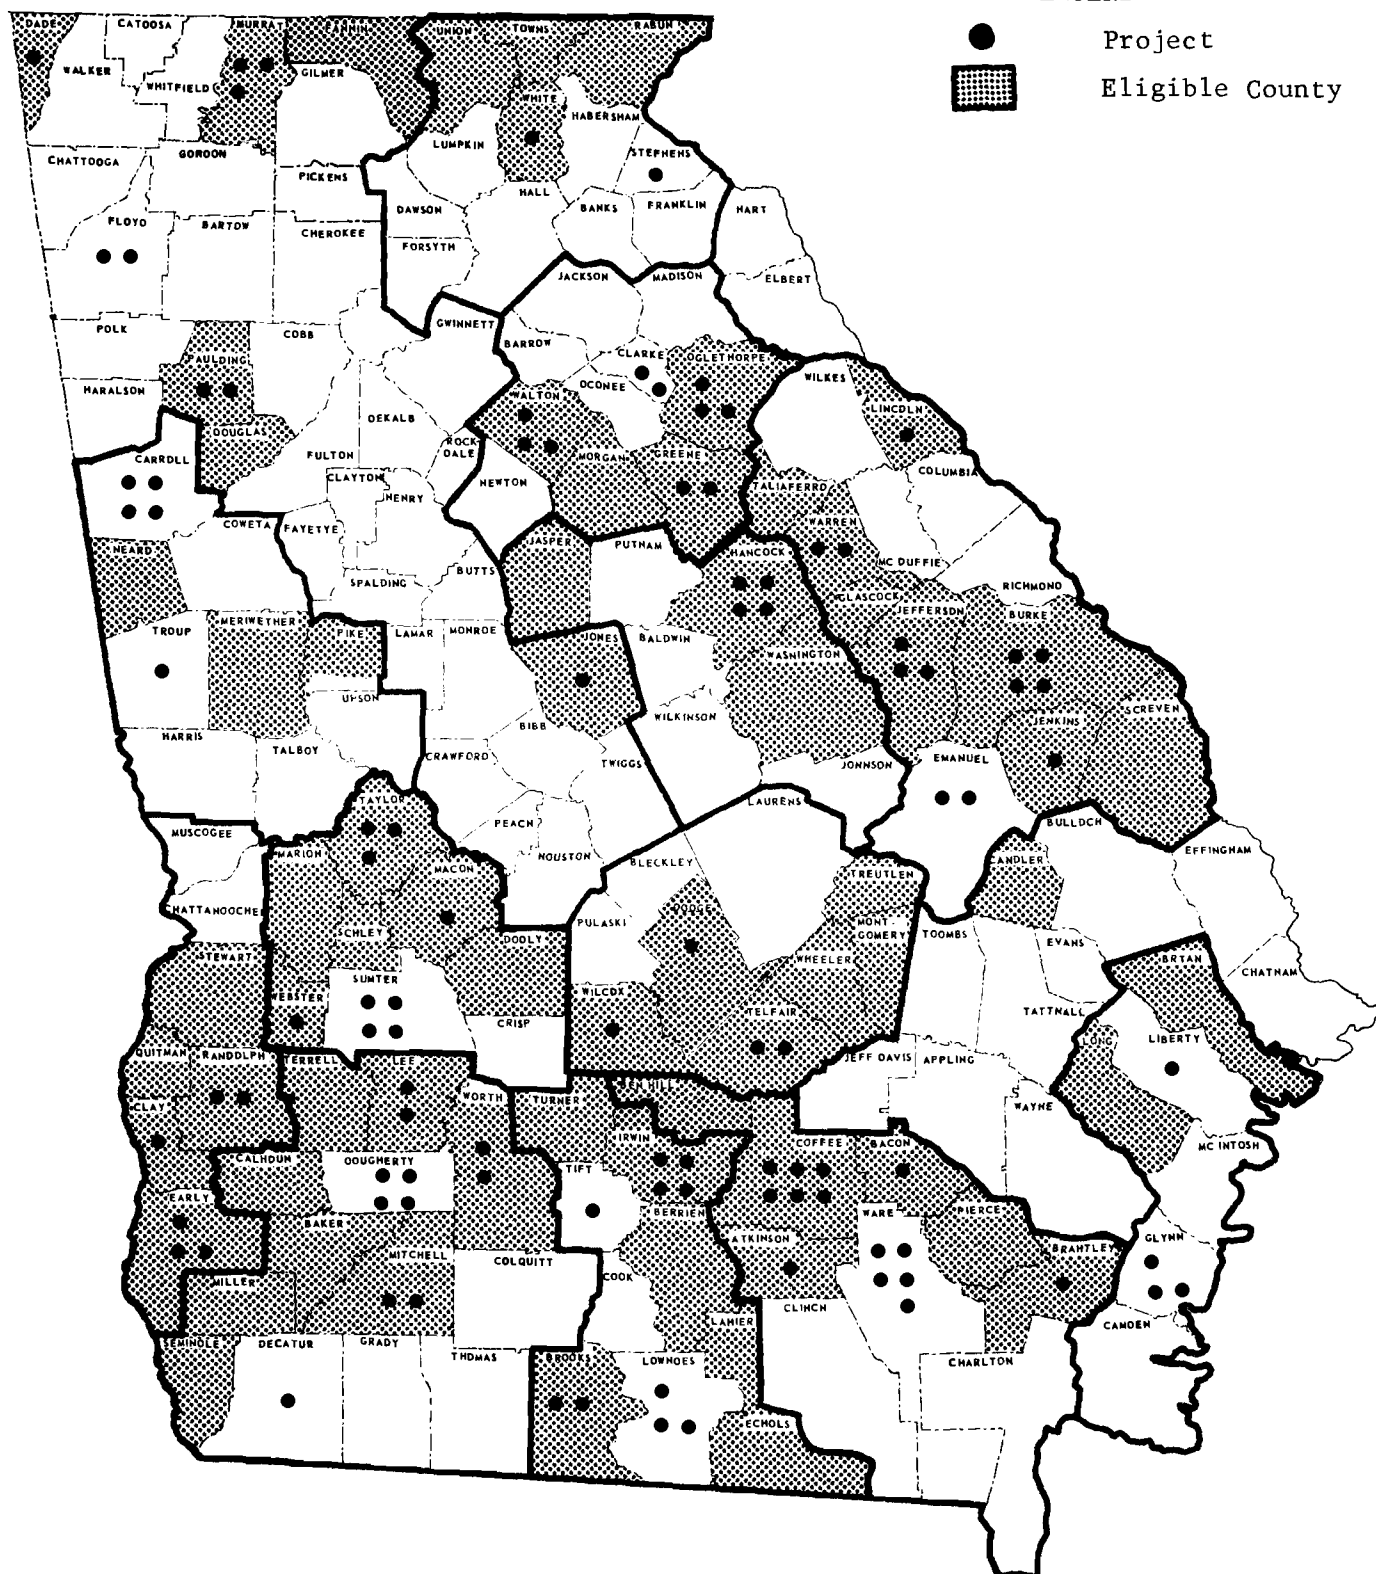 Project
Eligible County
DADE
CATOOSA
MURRAY
FANNIN
UNION
TOWNS
RABUN
WALKER
WHITFIELD
GILMER
WHITE
HABERSHAM
CHATTOOGA
GORDON
LUMPKIN
STEPHENS
PICKENS
HALL
DAWSON
BANKS
FRANKLIN
HART
FLOYD
BARTOW
CHEROKEE
FORSYTH
JACKSON
MADISON
ELBERT
POLK
COBB
GWINNETT
BARROW
CLARKE
OGLETHORPE
PAULDING
HARALSON
OCONEE
WALTON
WILKES
LINCOLN
DOUGLAS
DEKALB
FULTON
ROCK
DALE
MORGAN
GREENE
CARROLL
CLAYTON
HENRY
NEWTON
TALIAFERRO
COLUMBIA
COWETA
FAYETYE
WARREN
HEARD
JASPER
PUTNAM
HANCOCK
MC DUFFIE
SPALDING
BUTTS
RICHMOND
GLASCOCK
JEFFERSON
BURKE
TROUP
MERIWETHER
PIKE
LAMAR
MONROE
JONES
BALDWIN
WASHINGTON
UPSON
WILKINSON
SCREVEN
HARRIS
TALBOY
BIBB
JENKINS
CRAWFORD
TWIGGS
JOHNSON
EMANUEL
TAYLOR
LAURENS
MUSCOGEE
PEACH
BULLOCH
MARION
HOUSTON
BLECKLEY
CANDLER
EFFINGHAM
MACON
TREUTLEN
CHATTAHOOCHE
SCHLEY
DODGE
PULASKI
MONT-
GOMERY
TOOMBS
EVANS
STEWART
DOOLY
WHEELER
BRYAN
CHATHAM
WEBSTER
SUMTER
WILCOX
TELFAIR
TATTNALL
CRISP
LONG
LIBERTY
QUITMAN
RANDOLPH
TERRELL
LEE
JEFF DAVIS
APPLING
CLAY
WORTH
TURNER
BEN HILL
WAYNE
MC INTOSH
CALHOUN
DOUGHERTY
TIFT
IRWIN
COFFEE
BACON
EARLY
BAKER
BERRIEN
WARE
PIERCE
MITCHELL
COLQUITT
ATKINSON
BRANTLEY
GLYNN
MILLER
COOK
CLINCH
LANIER
CAMDEN
SEMINOLE
DECATUR
GRADY
THOMAS
BROOKS
LOWNOES
CHARLTON
ECHOLS